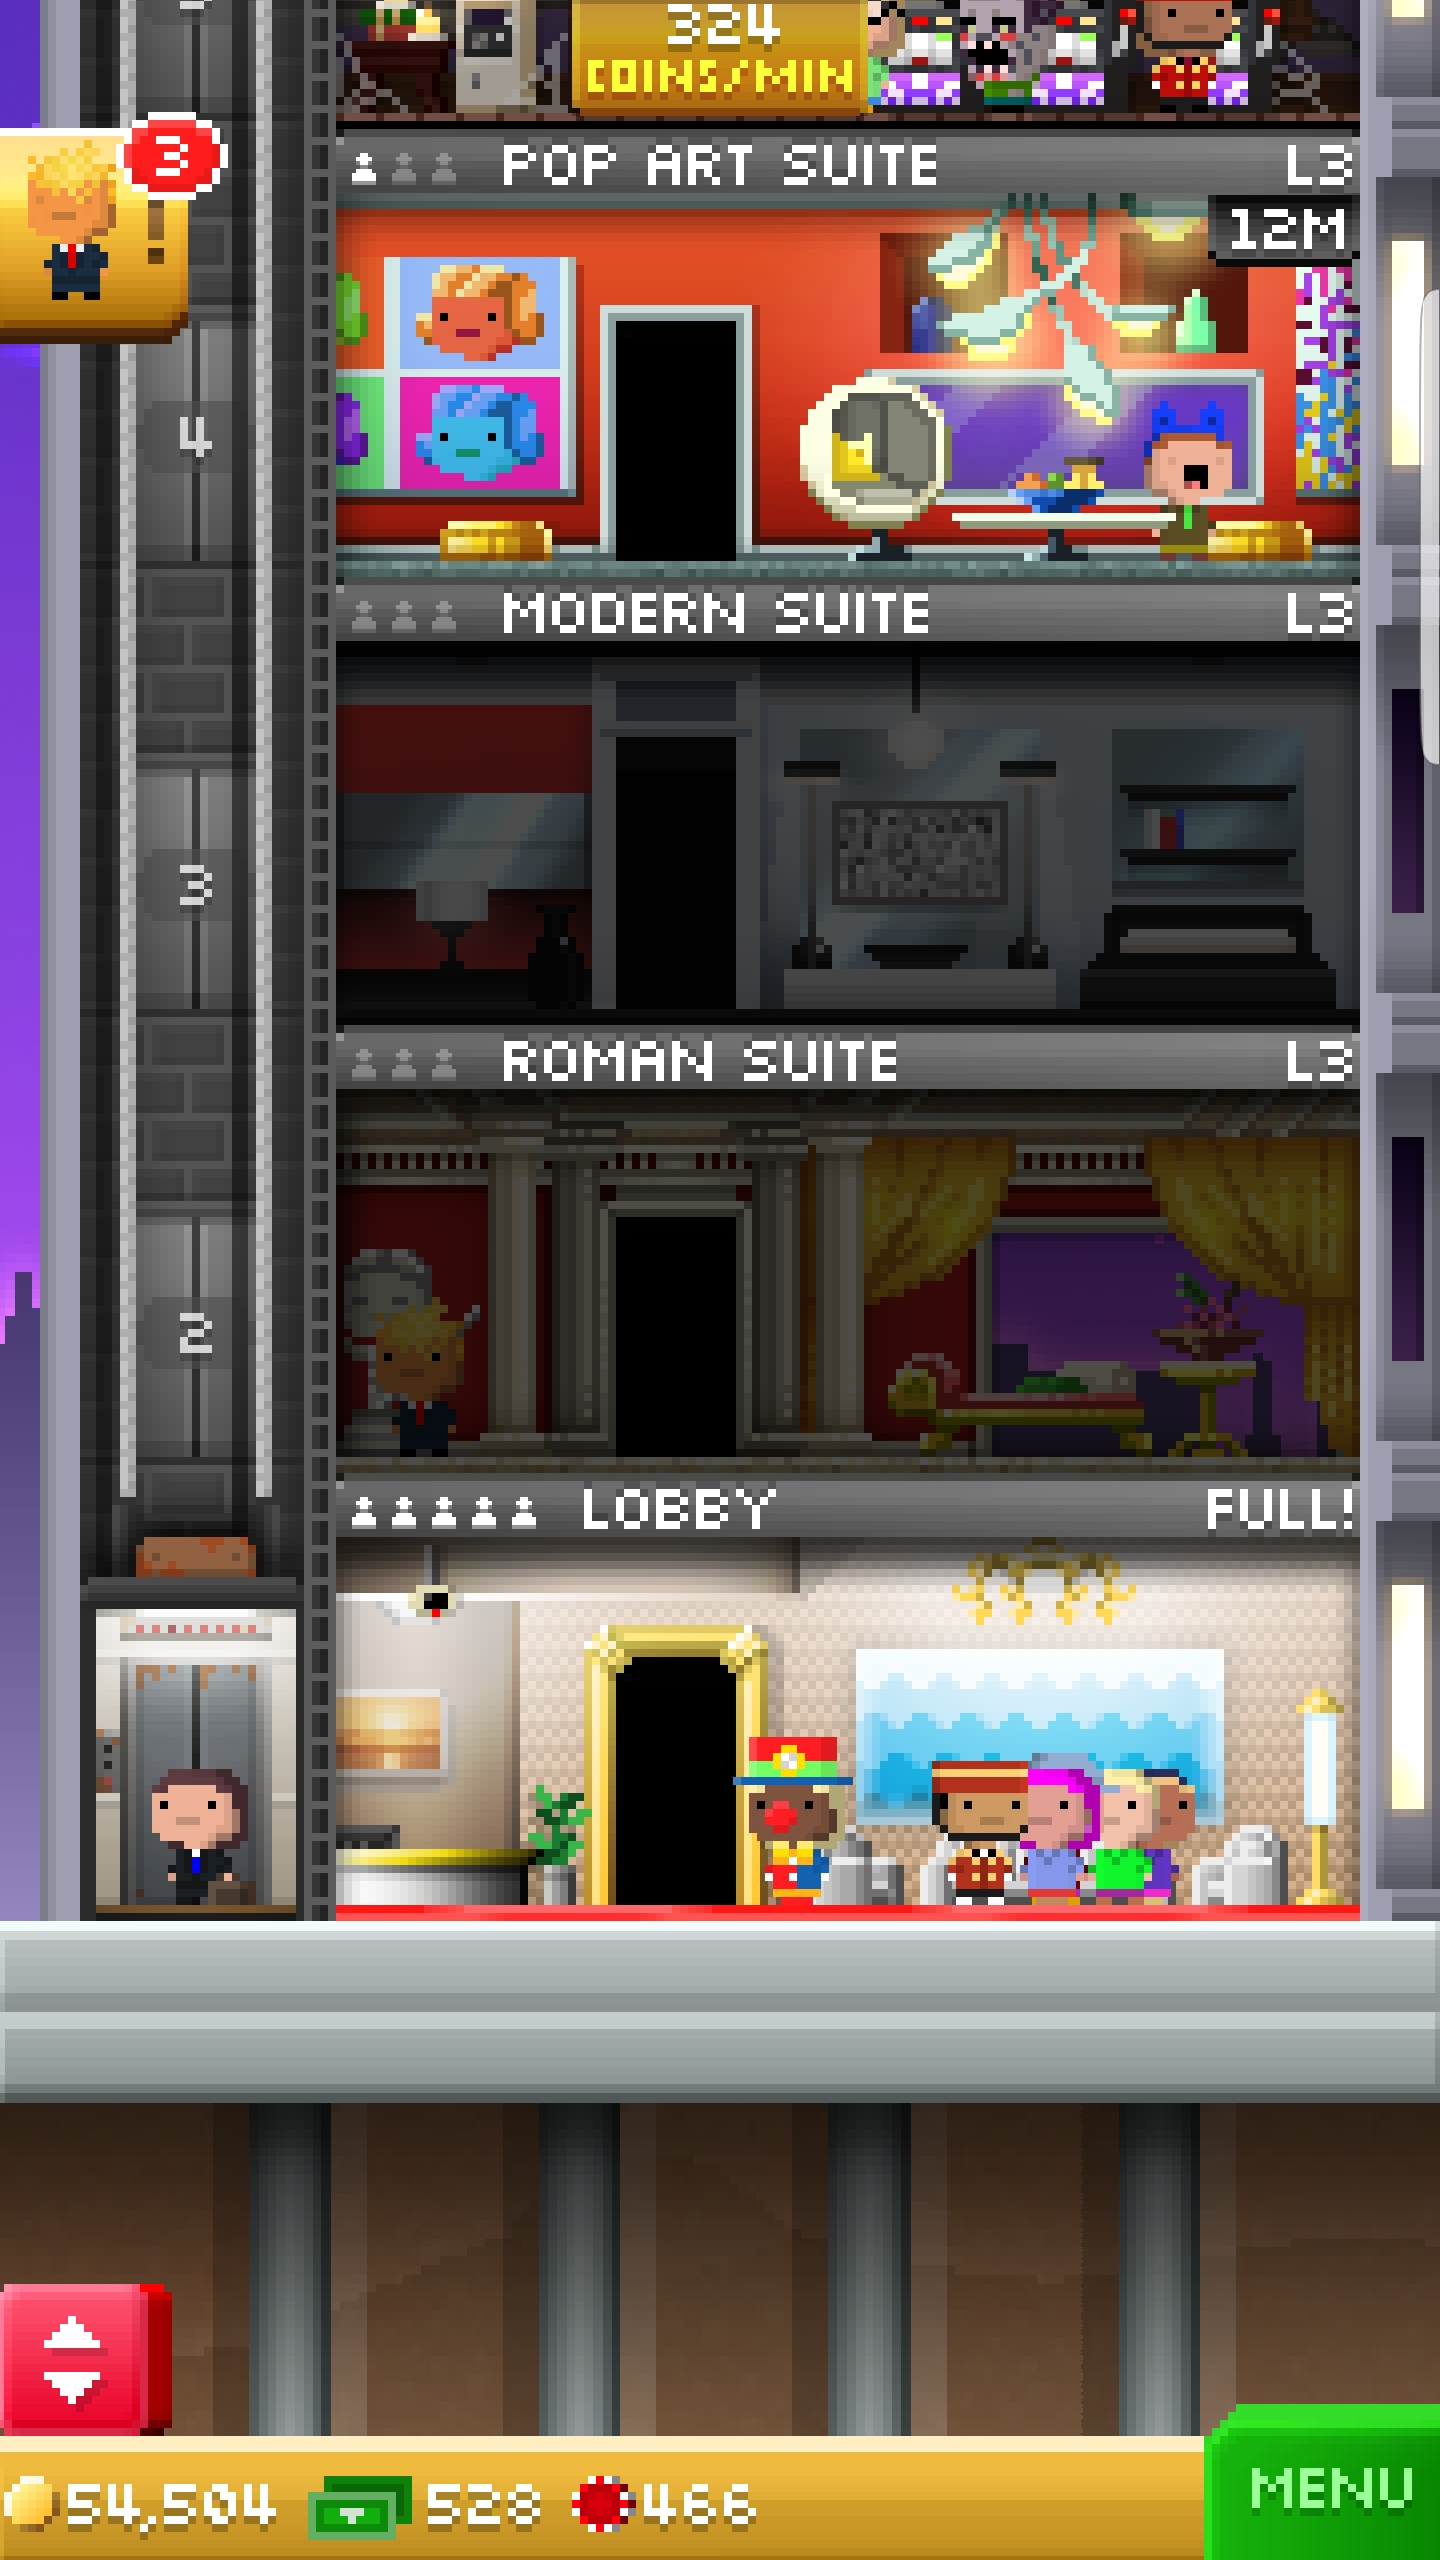 324
COINS/MIN
3
!
POP ART SUITE L3
12M
4
MODERN SUITE L3
3
ROMAN SUITE L3
2
LOBBY FULL!
54,504 528 466
MENU